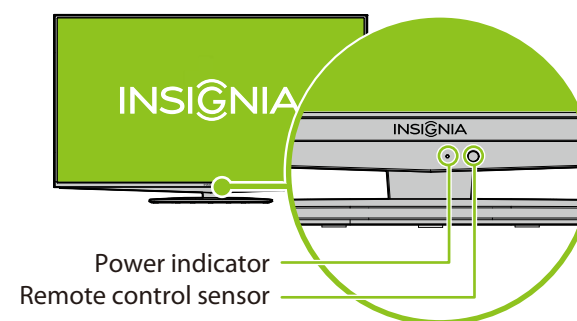 INSIGNIA
INSIGNIA
Power indicator
Remote control sensor